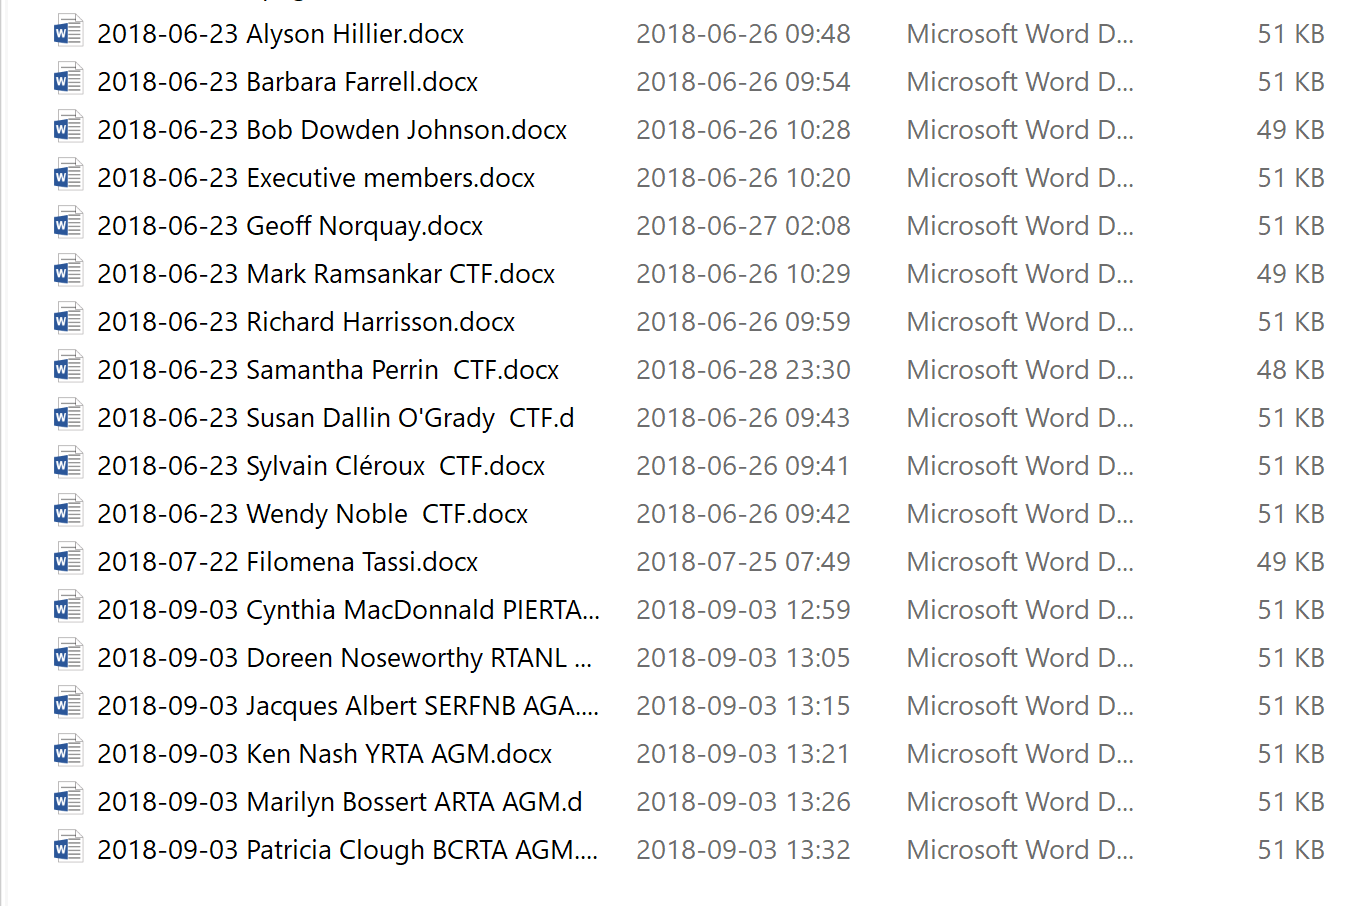 2018-06-23 Alyson Hillier.docx 2018-06-26 09:48 Microsoft Word D... 51 KB
2018-06-23 Barbara Farrell.docx 2018-06-26 09:54 Microsoft Word D... 51 KB
2018-06-23 Bob Dowden Johnson.docx 2018-06-26 10:28 Microsoft Word D... 49 KB
2018-06-23 Executive members.docx 2018-06-26 10:20 Microsoft Word D... 51 KB
2018-06-23 Geoff Norquay.docx 2018-06-27 02:08 Microsoft Word D... 51 KB
2018-06-23 Mark Ramsankar CTF.docx 2018-06-26 10:29 Microsoft Word D... 49 KB
2018-06-23 Richard Harrisson.docx 2018-06-26 09:59 Microsoft Word D... 51 KB
2018-06-23 Samantha Perrin  CTF.docx 2018-06-28 23:30 Microsoft Word D... 48 KB
2018-06-23 Susan Dallin O'Grady  CTF.d 2018-06-26 09:43 Microsoft Word D... 51 KB
2018-06-23 Sylvain Cléroux  CTF.docx 2018-06-26 09:41 Microsoft Word D... 51 KB
2018-06-23 Wendy Noble  CTF.docx 2018-06-26 09:42 Microsoft Word D... 51 KB
2018-07-22 Filomena Tassi.docx 2018-07-25 07:49 Microsoft Word D... 49 KB
2018-09-03 Cynthia MacDonnald PIERTA... 2018-09-03 12:59 Microsoft Word D... 51 KB
2018-09-03 Doreen Noseworthy RTANL ... 2018-09-03 13:05 Microsoft Word D... 51 KB
2018-09-03 Jacques Albert SERFNB AGA.... 2018-09-03 13:15 Microsoft Word D... 51 KB
2018-09-03 Ken Nash YRTA AGM.docx 2018-09-03 13:21 Microsoft Word D... 51 KB
2018-09-03 Marilyn Bossert ARTA AGM.d 2018-09-03 13:26 Microsoft Word D... 51 KB
2018-09-03 Patricia Clough BCRTA AGM.... 2018-09-03 13:32 Microsoft Word D... 51 KB